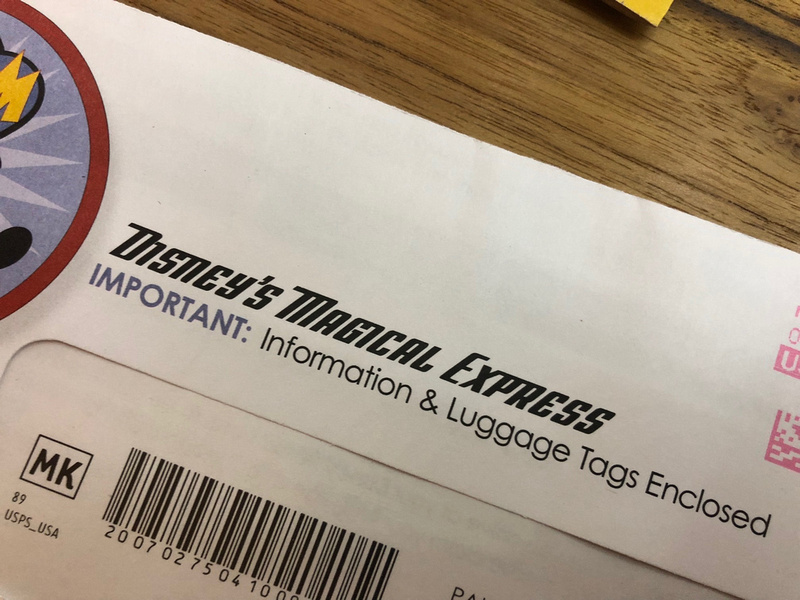 M
DISNEY'S MAGICAL EXPRESS
IMPORTANT: Information & Luggage Tags Enclosed
MK
89
USPS_USA